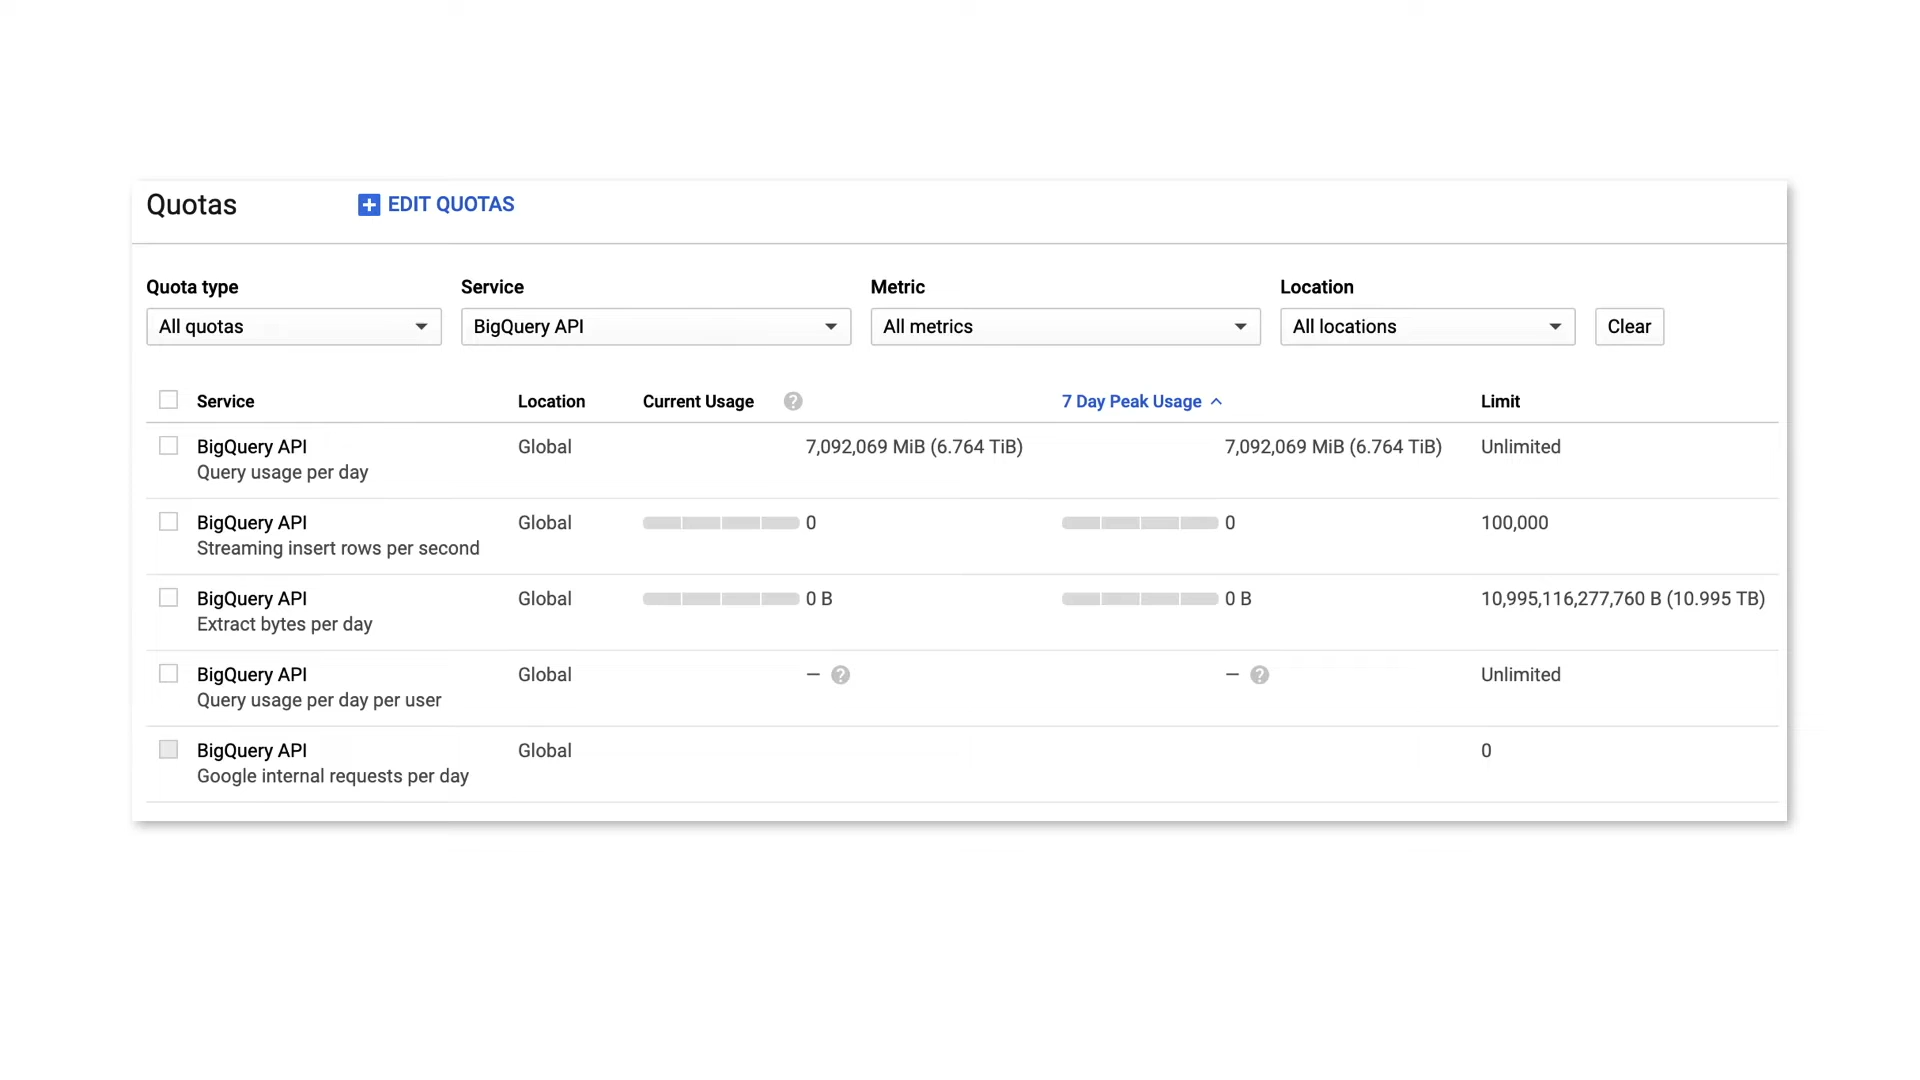 Quotas EDIT QUOTAS
Quota type Service Metric Location
All quotas BigQuery API All metrics All locations Clear
Service Location Current Usage ? 7 Day Peak Usage Limit
BigQuery API Global 7,092,069 MiB (6.764 TiB) 7,092,069 MiB (6.764 TiB) Unlimited
Query usage per day
BigQuery API Global 0 0 100,000
Streaming insert rows per second
BigQuery API Global 0 B 0 B 10,995,116,277,760 B (10.995 TB)
Extract bytes per day
BigQuery API Global – ? – ? Unlimited
Query usage per day per user
BigQuery API Global 0
Google internal requests per day